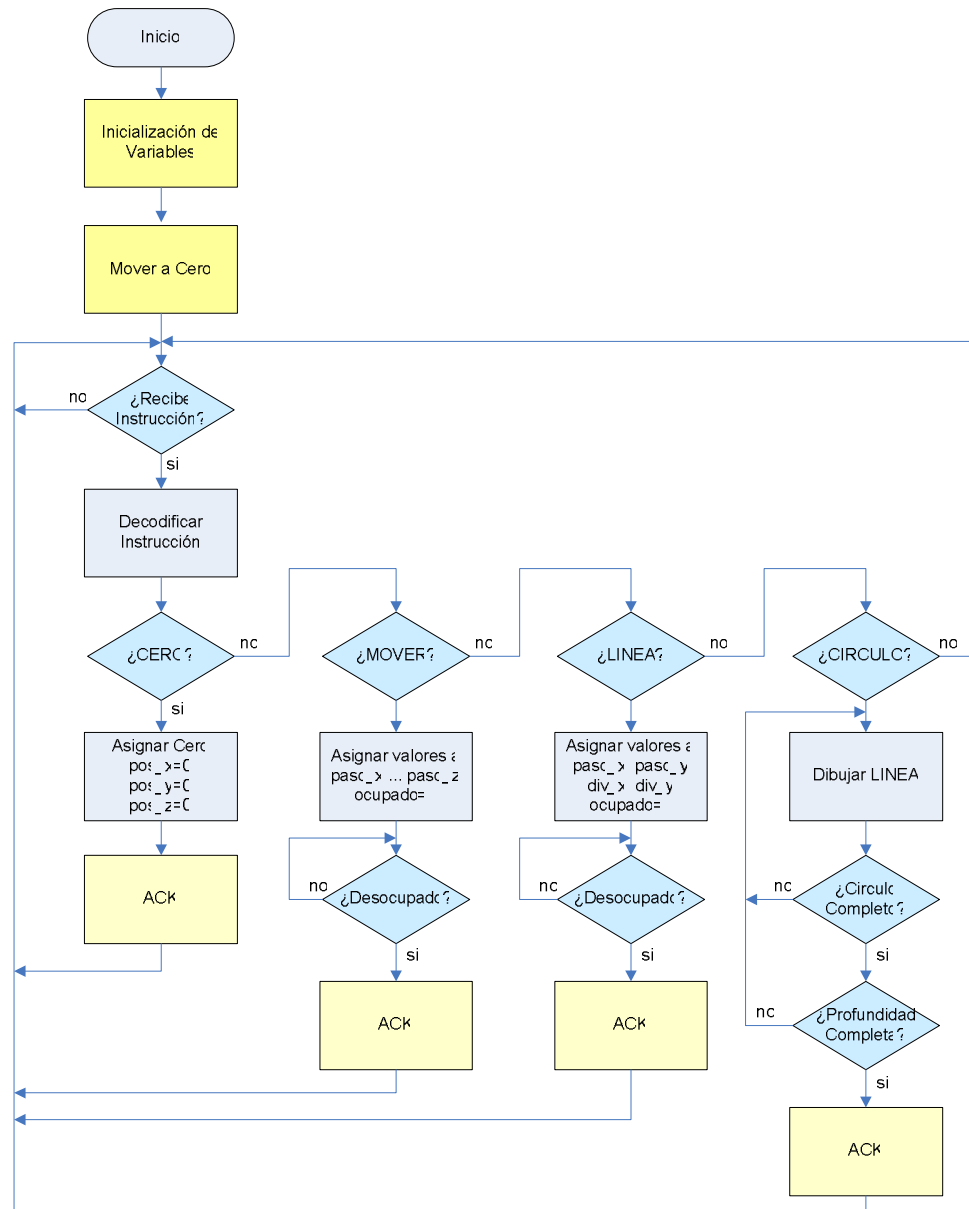 Inicio
Inicialización de
Variables
Mover a Cero
¿Recibe
Instrucción?
no
si
Decodificar
Instrucción
¿CERO?
no
¿MOVER?
no
¿LINEA?
no
¿CIRCULO?
no
si
Asignar Cero
pos_x=0
pos_y=0
pos_z=0
Asignar valores a
paso_x ... paso_z
ocupado=
Asignar valores a
paso_x paso_y
div_x div_y
ocupado=
Dibujar LINEA
ACK
no
¿Desocupado?
si
ACK
no
¿Desocupado?
si
ACK
no
¿Circulo
Completo?
si
no
¿Profundidad
Completa?
si
ACK